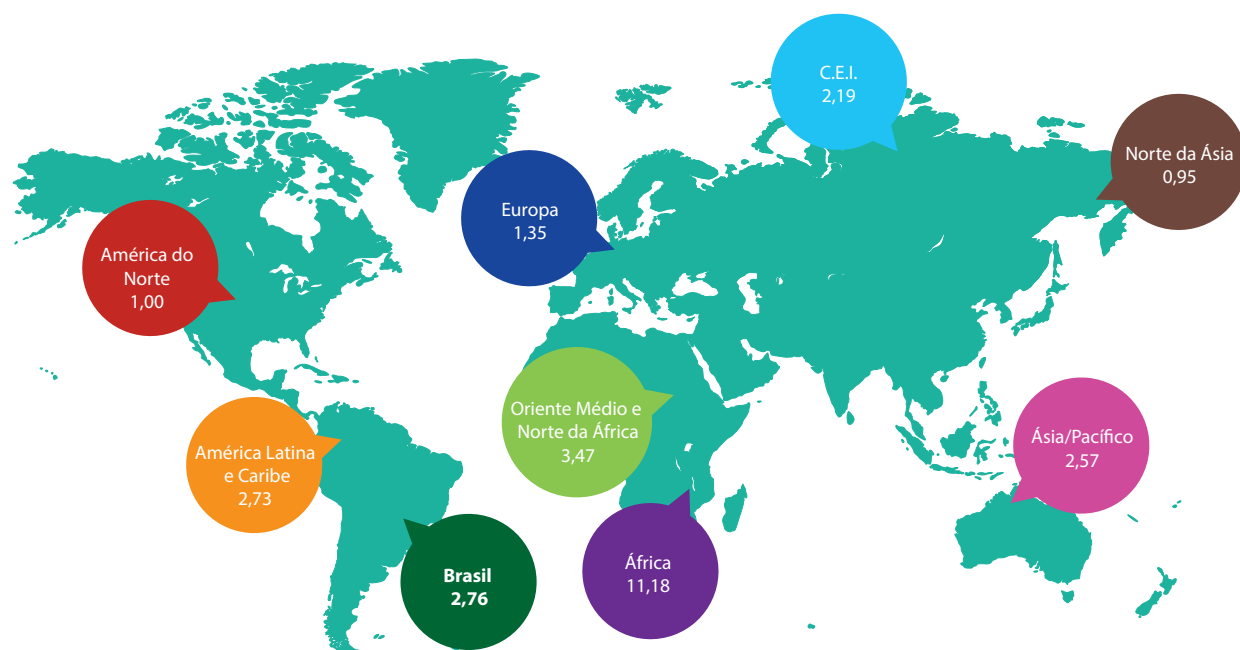 C.E.I.
2,19
Norte da Ásia
0,95
Europa
1,35
América do
Norte
1,00
Oriente Médio e
Norte da África
3,47
América Latina
e Caribe
2,73
Ásia/Pacífico
2,57
África
11,18
Brasil
2,76